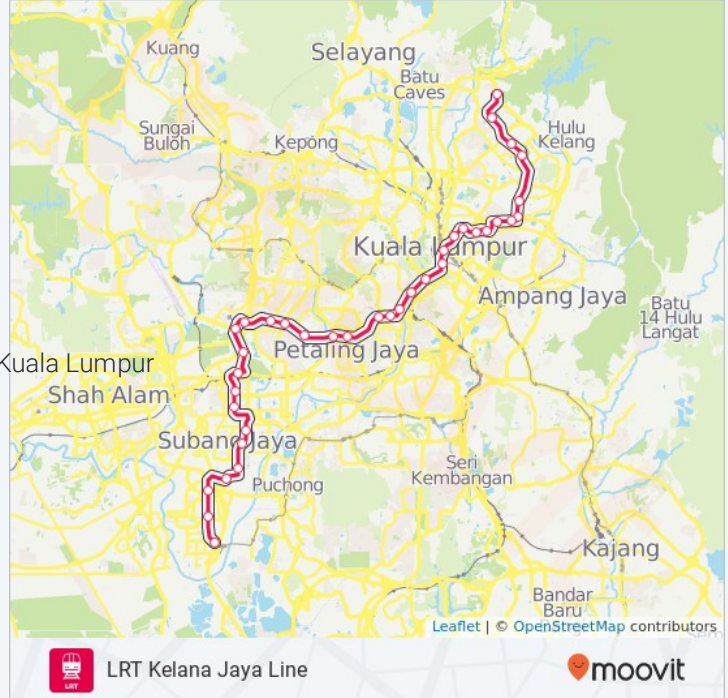 Kuang
Selayang
Batu
Caves
Sungai
Buloh
Kepong
Hulu
Kelang
Kuala Lumpur
Ampang Jaya
Batu
14 Hulu
Langat
Petaling Jaya
Kuala Lumpur
Shah Alam
Subang Jaya
Seri
Kembangan
Puchong
Kajang
Bandar
Baru
Leaflet | © OpenStreetMap contributors
LRT
LRT Kelana Jaya Line
moovit